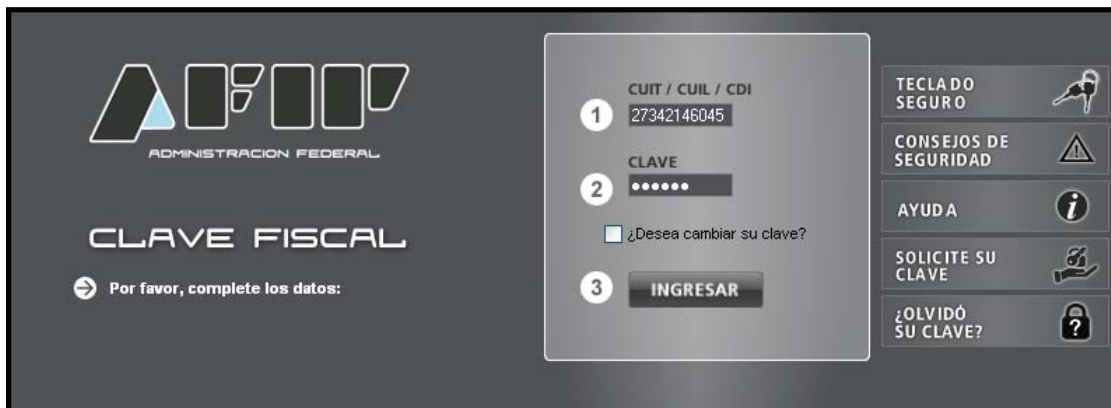 AFIP
ADMINISTRACION FEDERAL
CLAVE FISCAL
Por favor, complete los datos:
CUIT / CUIL / CDI
1
27342146045
CLAVE
2
••••••
¿Desea cambiar su clave?
3
INGRESAR
TECLADO
SEGURO
CONSEJOS DE
SEGURIDAD
AYUDA
i
SOLICITE SU
CLAVE
¿OLVIDÓ
SU CLAVE?
?